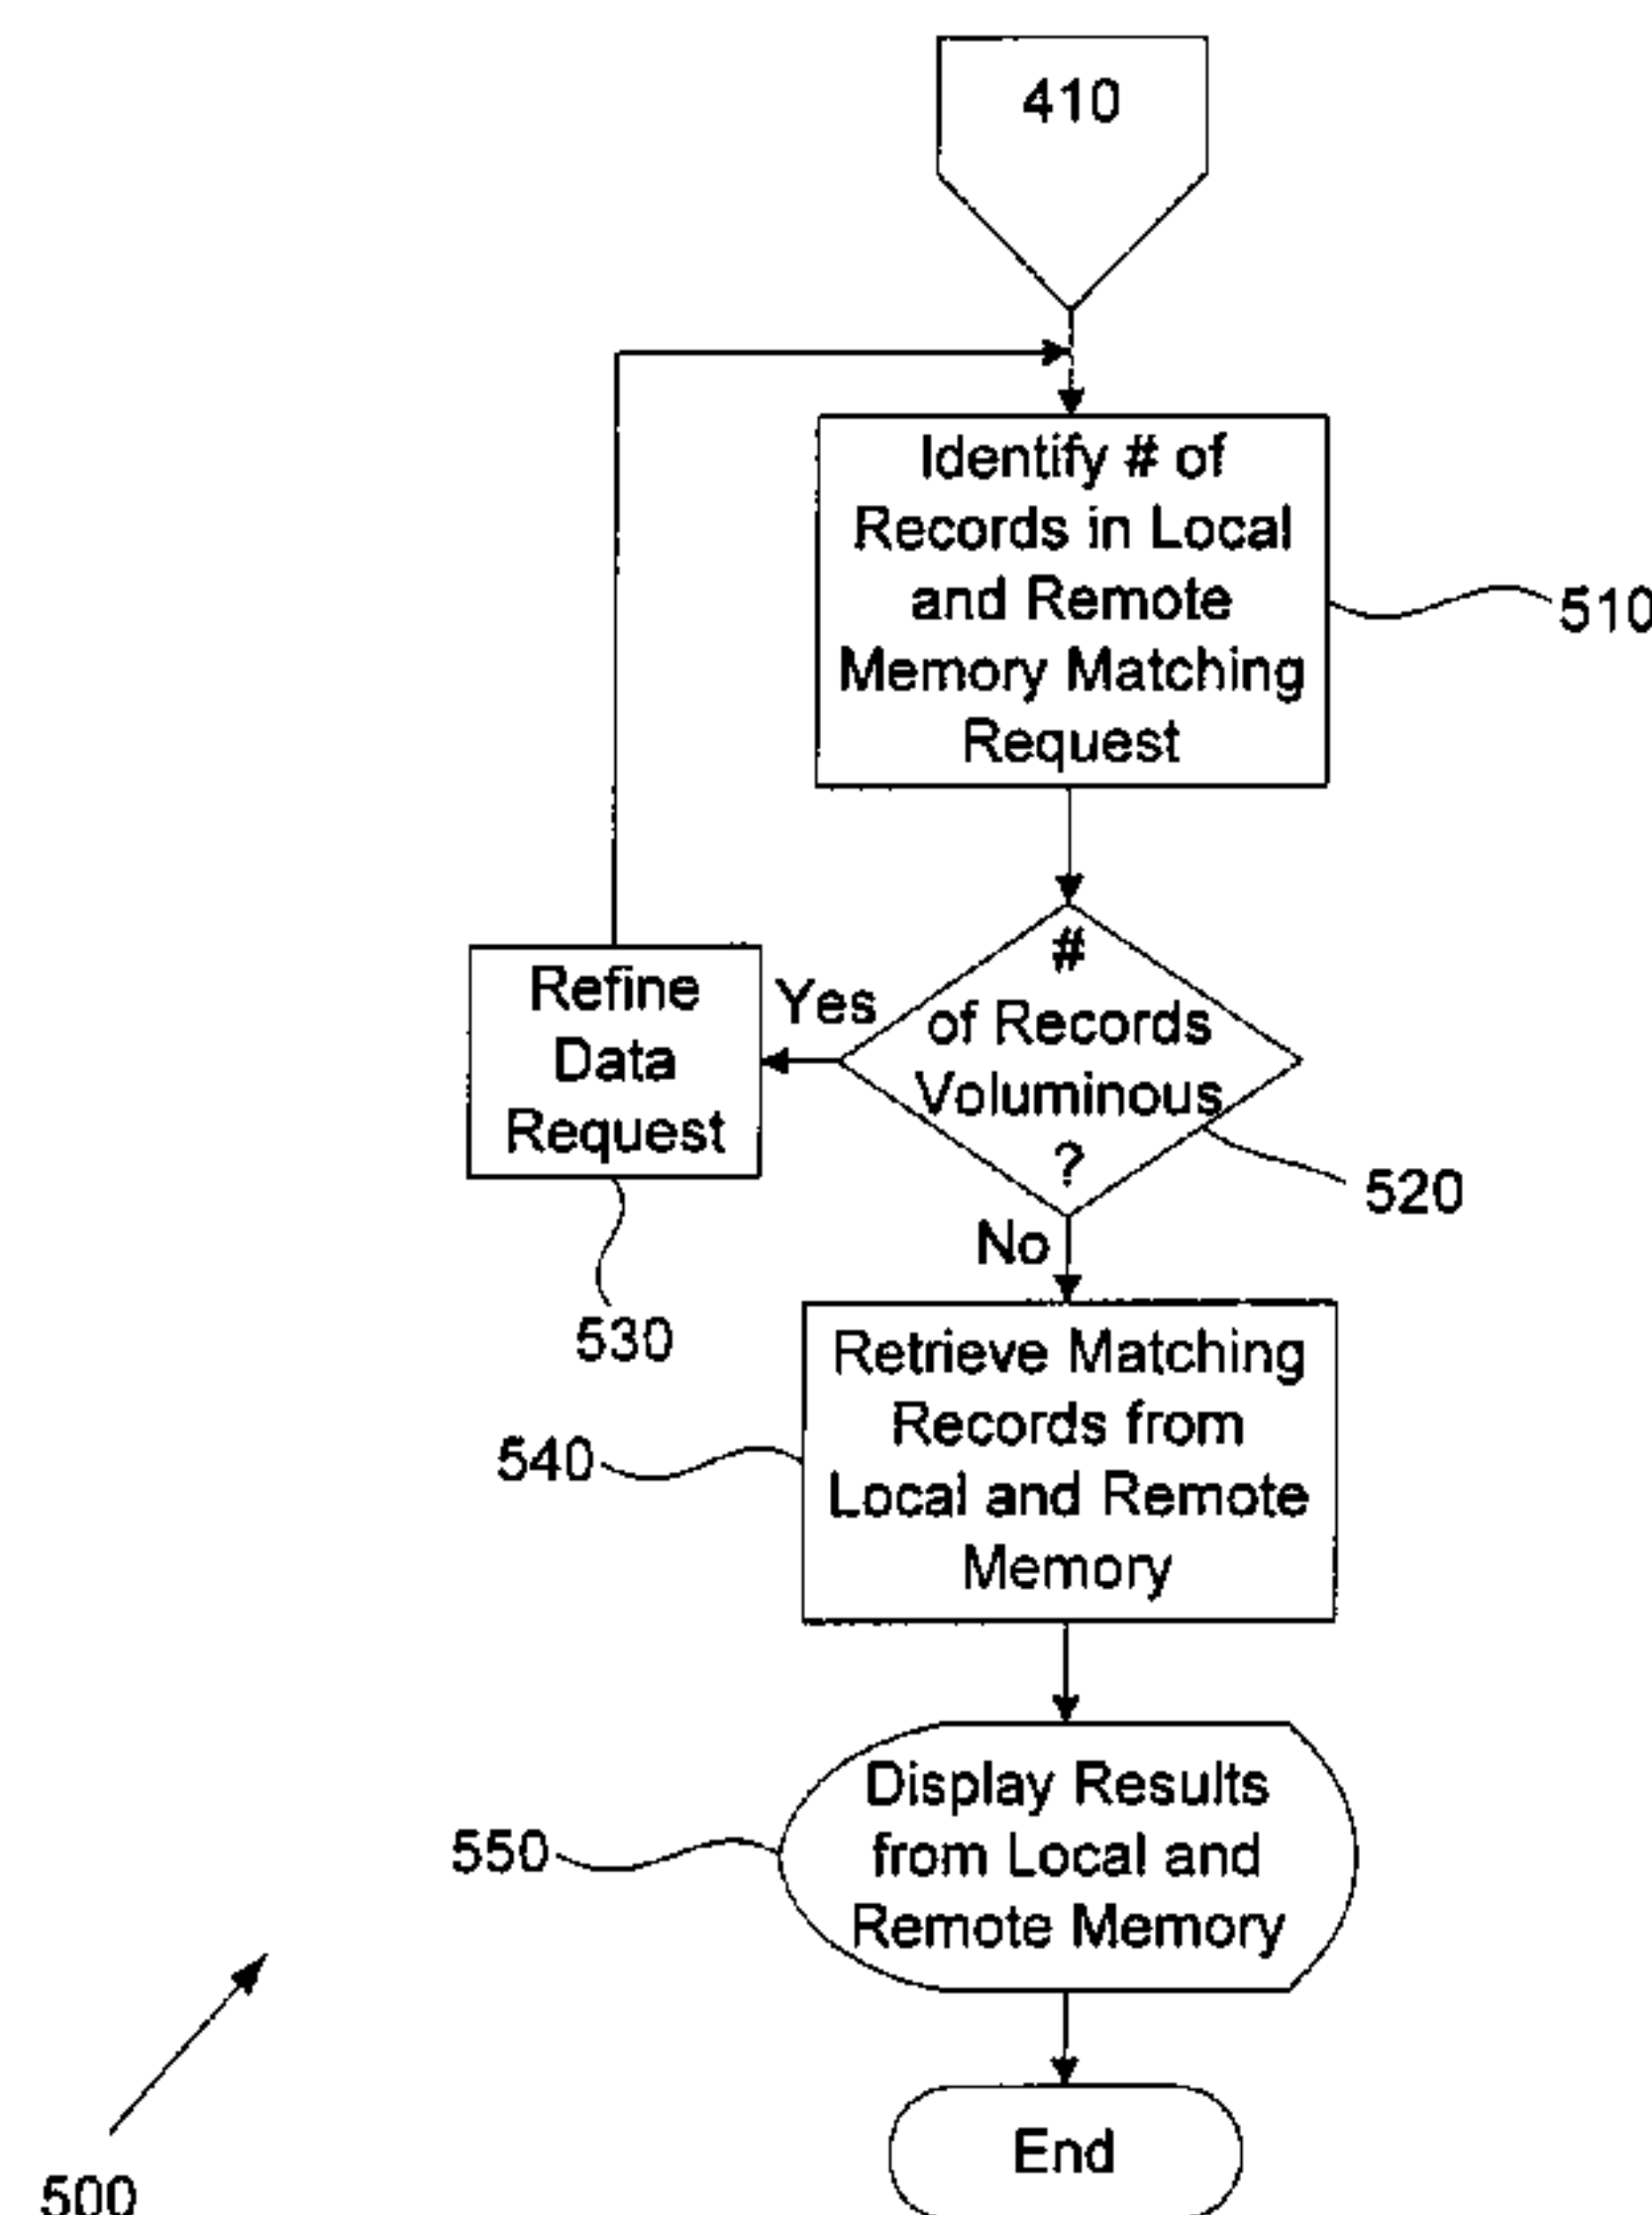 410
Identify # of
Records in Local
and Remote
Memory Matching
Request
510
#
of Records
Voluminous
?
520
Yes
Refine
Data
Request
530
No
Retrieve Matching
Records from
Local and Remote
Memory
540
Display Results
from Local and
Remote Memory
550
End
500